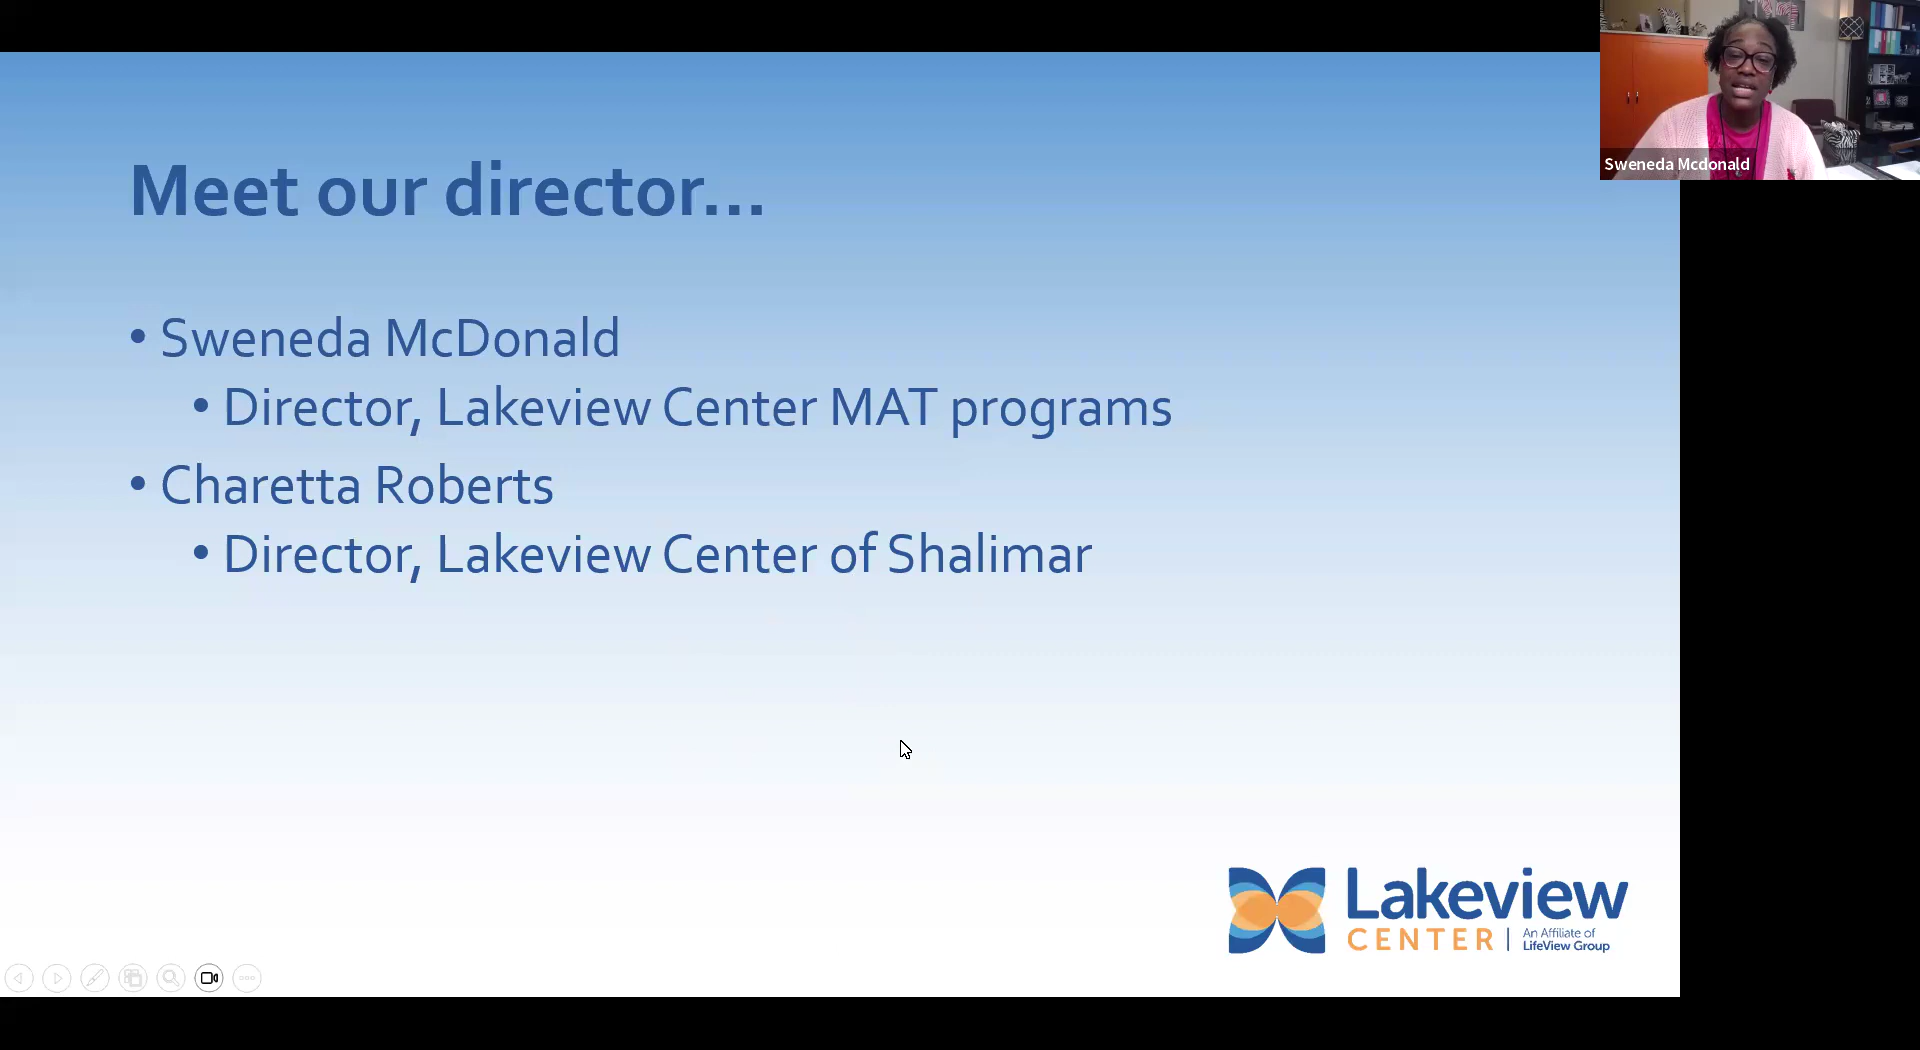 Meet our director...
• Sweneda McDonald
• Director, Lakeview Center MAT programs
• Charetta Roberts
• Director, Lakeview Center of Shalimar
Sweneda Mcdonald
Lakeview
CENTER | An Affiliate of
LifeView Group